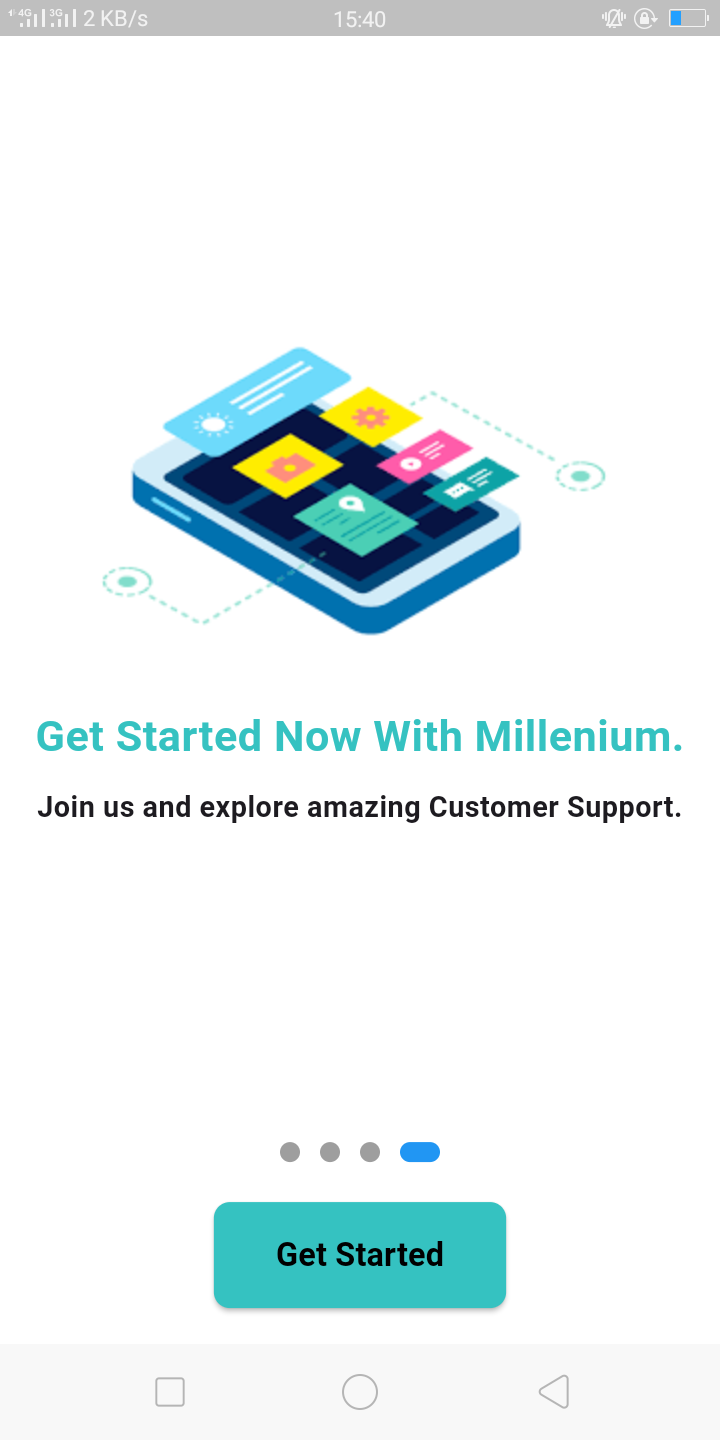 4G 3G 2 KB/s 15:40
Get Started Now With Millenium.
Join us and explore amazing Customer Support.
Get Started